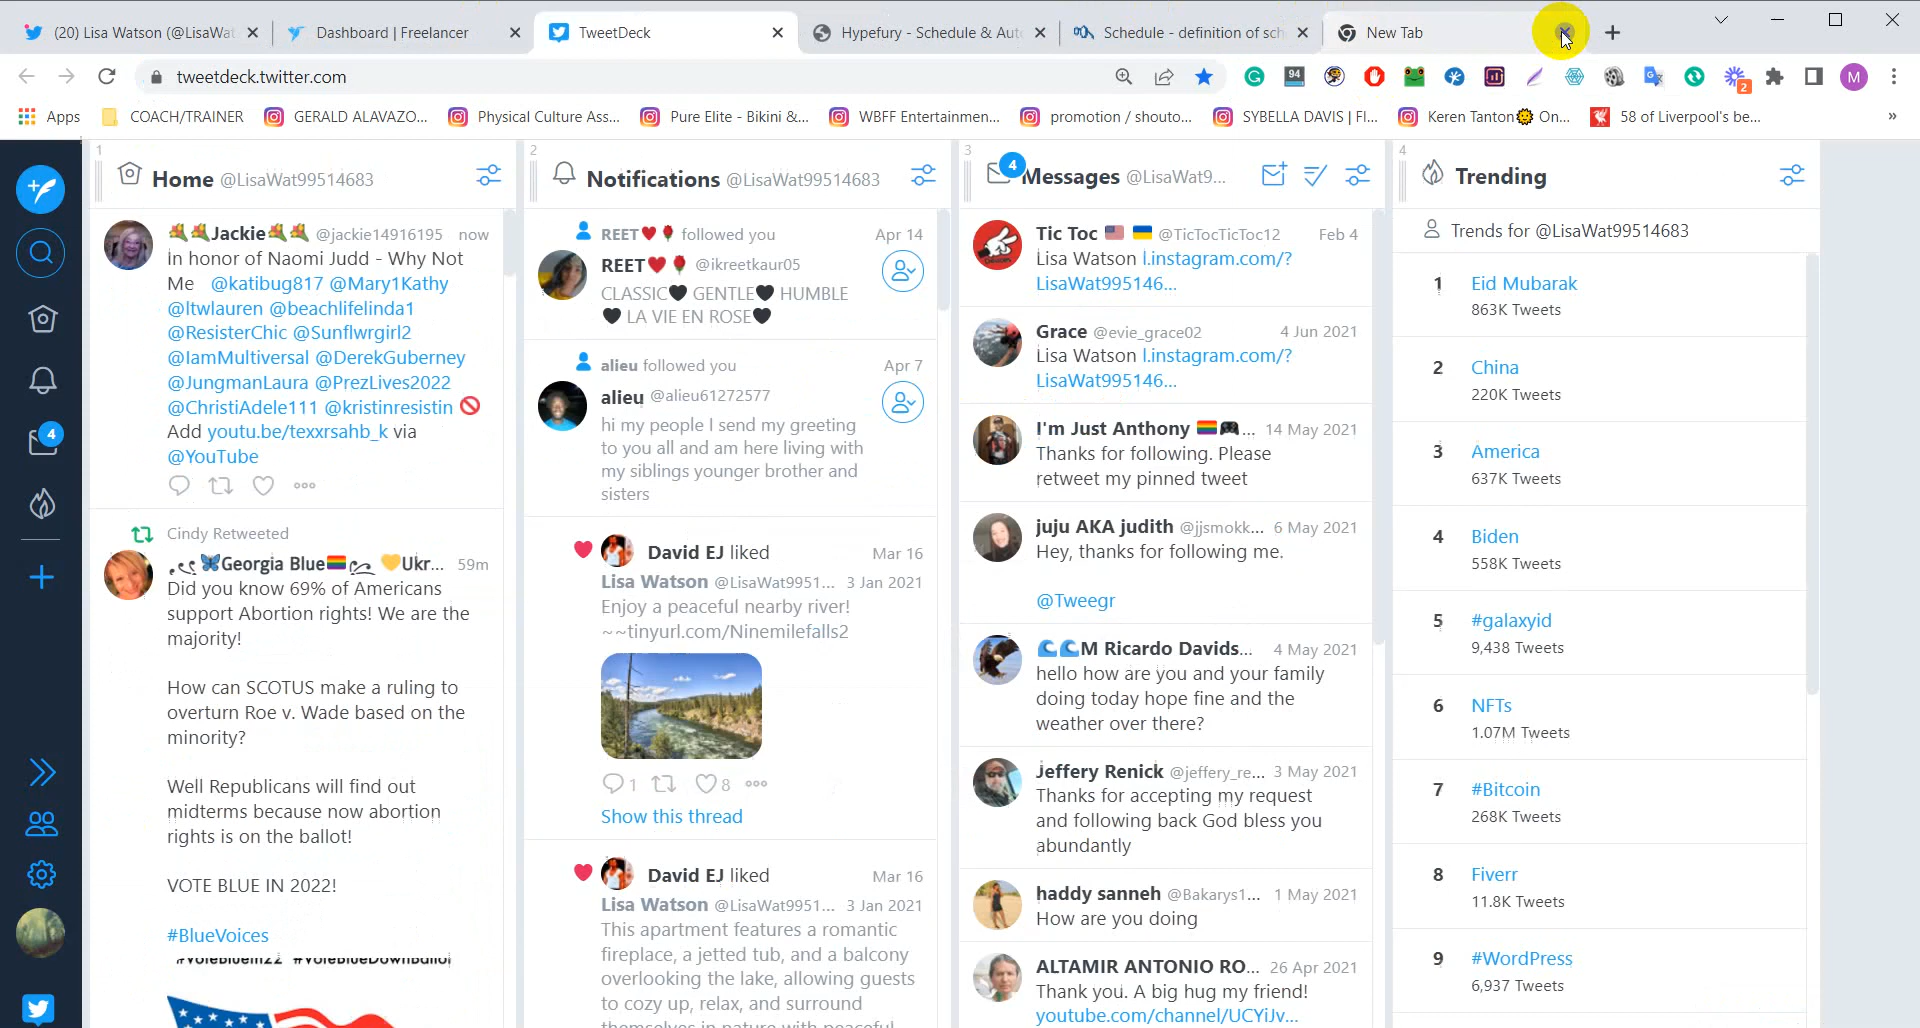 (20) Lisa Watson (@LisaWat
Dashboard | Freelancer
TweetDeck
Hypefury - Schedule & Aut
Schedule - definition of sch
New Tab
tweetdeck.twitter.com
94
2
M
Apps
COACH/TRAINER
GERALD ALAVAZO...
Physical Culture Ass...
Pure Elite - Bikini &...
WBFF Entertainmen...
promotion / shouto...
SYBELLA DAVIS | FI...
Keren Tanton🌞 On...
58 of Liverpool's be...
»
1
Home @LisaWat99514683
💐💐Jackie💐💐 @jackie14916195 now
in honor of Naomi Judd - Why Not
Me @katibug817 @Mary1Kathy
@ltwlauren @beachlifelinda1
@ResisterChic @Sunflwrgirl2
@IamMultiversal @DerekGuberney
@JungmanLaura @PrezLives2022
@ChristiAdele111 @kristinresistin 🚫
Add youtu.be/texxrsahb_k via
@YouTube
Cindy Retweeted
🦋Georgia Blue🏳️‍🌈 💛Ukr... 59m
Did you know 69% of Americans
support Abortion rights! We are the
majority!
How can SCOTUS make a ruling to
overturn Roe v. Wade based on the
minority?
Well Republicans will find out
midterms because now abortion
rights is on the ballot!
VOTE BLUE IN 2022!
#BlueVoices
#VoteBlueIn22 #VoteBlueDownBallot
4
2
Notifications @LisaWat99514683
REET❤️🌹 followed you Apr 14
REET❤️🌹 @ikreetkaur05
CLASSIC🖤 GENTLE🖤 HUMBLE
🖤 LA VIE EN ROSE🖤
alieu followed you Apr 7
alieu @alieu61272577
hi my people I send my greeting
to you all and am here living with
my siblings younger brother and
sisters
David EJ liked Mar 16
Lisa Watson @LisaWat9951... 3 Jan 2021
Enjoy a peaceful nearby river!
~~tinyurl.com/Ninemilefalls2
1 8
Show this thread
David EJ liked Mar 16
Lisa Watson @LisaWat9951... 3 Jan 2021
This apartment features a romantic
fireplace, a jetted tub, and a balcony
overlooking the lake, allowing guests
to cozy up, relax, and surround
themselves in nature with peaceful
3
4
Messages @LisaWat9...
Tic Toc 🇺🇸 🇺🇦 @TicTocTicToc12 Feb 4
Lisa Watson l.instagram.com/?
LisaWat995146...
Grace @evie_grace02 4 Jun 2021
Lisa Watson l.instagram.com/?
LisaWat995146...
I'm Just Anthony 🏳️‍🌈🎮... 14 May 2021
Thanks for following. Please
retweet my pinned tweet
juju AKA judith @jjsmokk... 6 May 2021
Hey, thanks for following me.
@Tweegr
🌊🌊M Ricardo Davids... 4 May 2021
hello how are you and your family
doing today hope fine and the
weather over there?
Jeffery Renick @jeffery_re... 3 May 2021
Thanks for accepting my request
and following back God bless you
abundantly
haddy sanneh @Bakarys1... 1 May 2021
How are you doing
ALTAMIR ANTONIO RO... 26 Apr 2021
Thank you. A big hug my friend!
youtube.com/channel/UCYiJv...
4
Trending
Trends for @LisaWat99514683
1 Eid Mubarak
863K Tweets
2 China
220K Tweets
3 America
637K Tweets
4 Biden
558K Tweets
5 #galaxyid
9,438 Tweets
6 NFTs
1.07M Tweets
7 #Bitcoin
268K Tweets
8 Fiverr
11.8K Tweets
9 #WordPress
6,937 Tweets